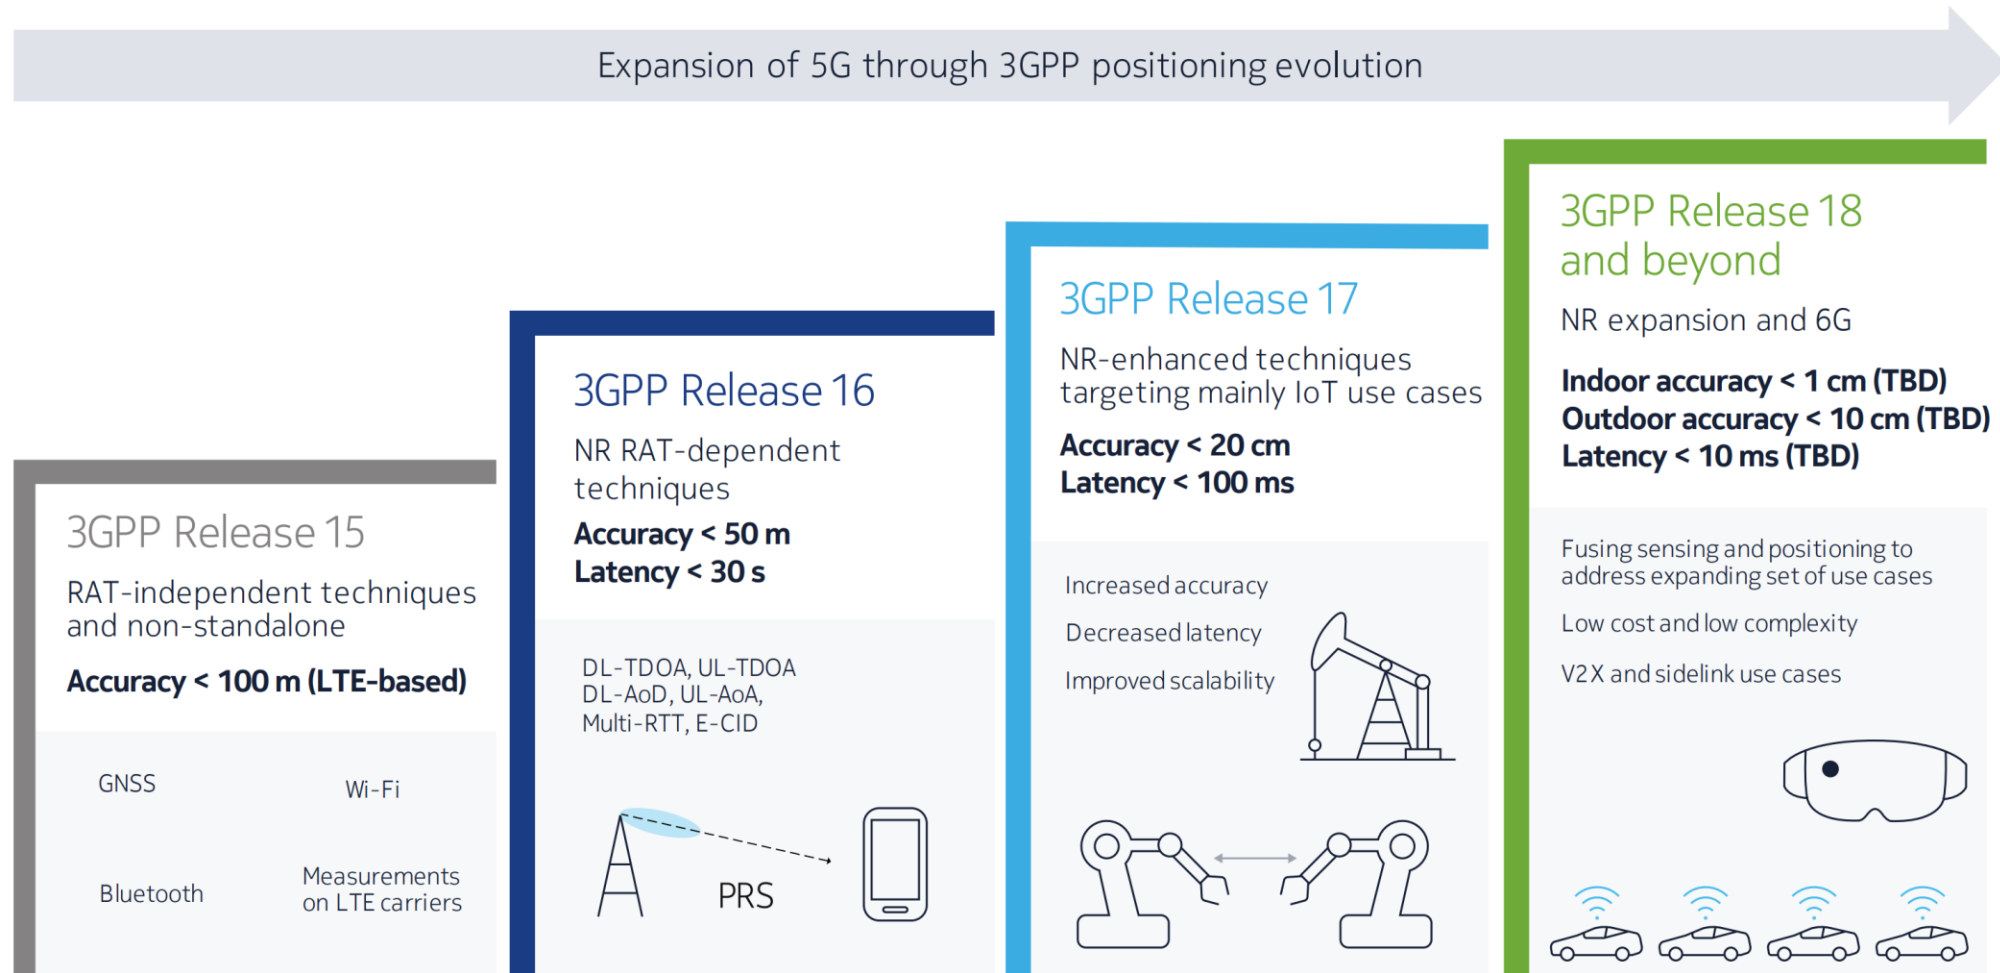 Expansion of 5G through 3GPP positioning evolution
3GPP Release 15
RAT-independent techniques
and non-standalone
Accuracy < 100 m (LTE-based)
GNSS
Wi-Fi
Bluetooth
Measurements
on LTE carriers
3GPP Release 16
NR RAT-dependent
techniques
Accuracy < 50 m
Latency < 30 s
DL-TDOA, UL-TDOA
DL-AoD, UL-AoA,
Multi-RTT, E-CID
PRS
3GPP Release 17
NR-enhanced techniques
targeting mainly IoT use cases
Accuracy < 20 cm
Latency < 100 ms
Increased accuracy
Decreased latency
Improved scalability
3GPP Release 18
and beyond
NR expansion and 6G
Indoor accuracy < 1 cm (TBD)
Outdoor accuracy < 10 cm (TBD)
Latency < 10 ms (TBD)
Fusing sensing and positioning to
address expanding set of use cases
Low cost and low complexity
V2X and sidelink use cases